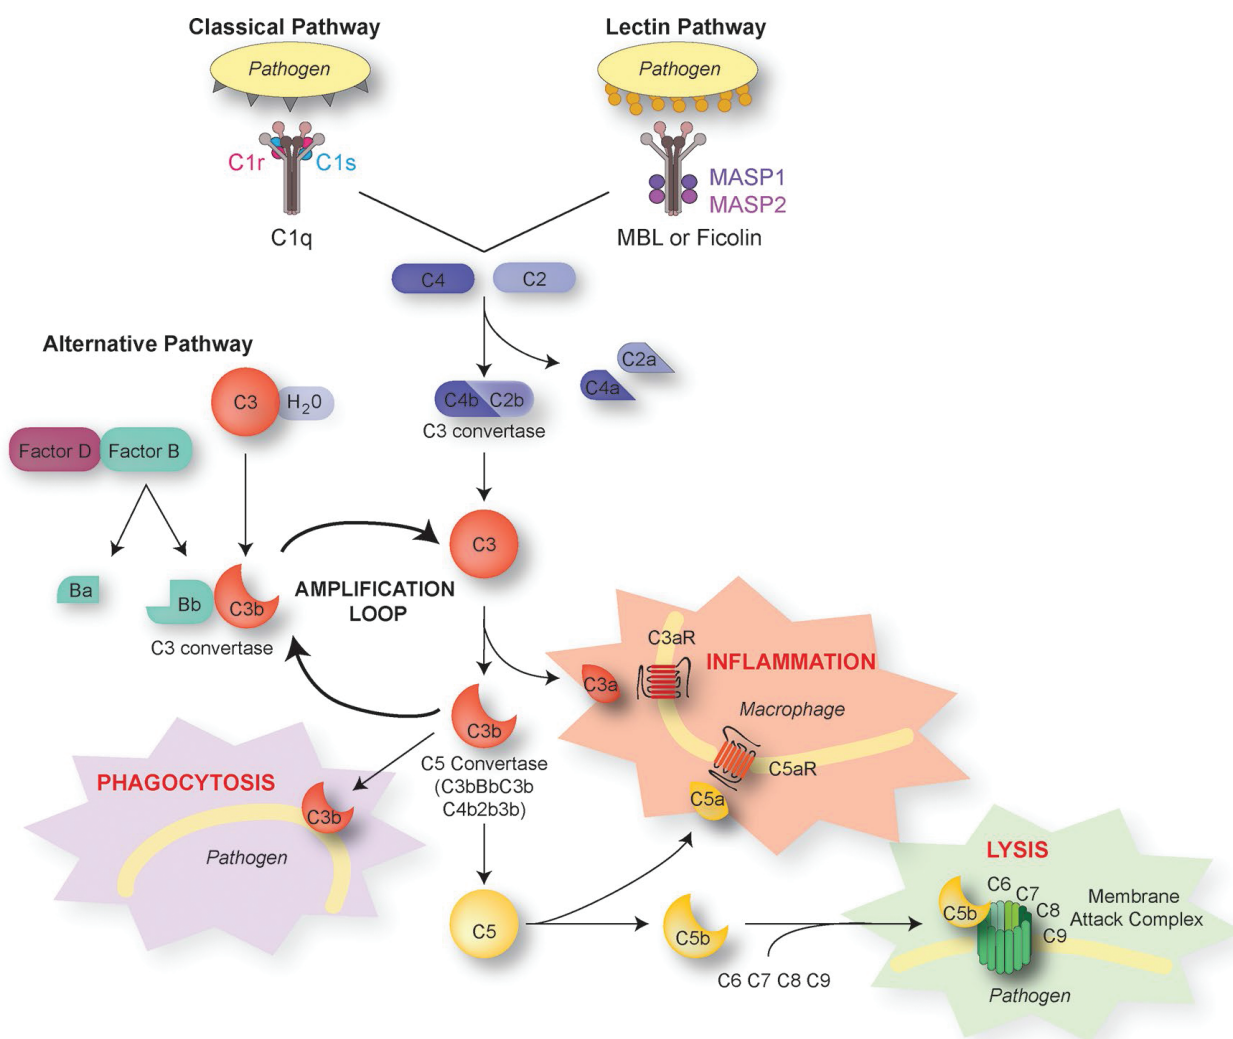 Classical Pathway
Lectin Pathway
Pathogen
Pathogen
C1r
C1s
MASP1
MASP2
C1q
MBL or Ficolin
C4
C2
Alternative Pathway
C2a
C4a
C3
H20
C4b
C2b
C3 convertase
Factor D
Factor B
C3
Ba
Bb
C3b
C3 convertase
AMPLIFICATION
LOOP
C3aR
INFLAMMATION
C3a
Macrophage
C3b
C5aR
C5 Convertase
(C3bBbC3b
C4b2b3b)
C5a
PHAGOCYTOSIS
C3b
Pathogen
LYSIS
C6
C7
C8
C9
C5b
Membrane
Attack Complex
C5
C5b
C6 C7 C8 C9
Pathogen